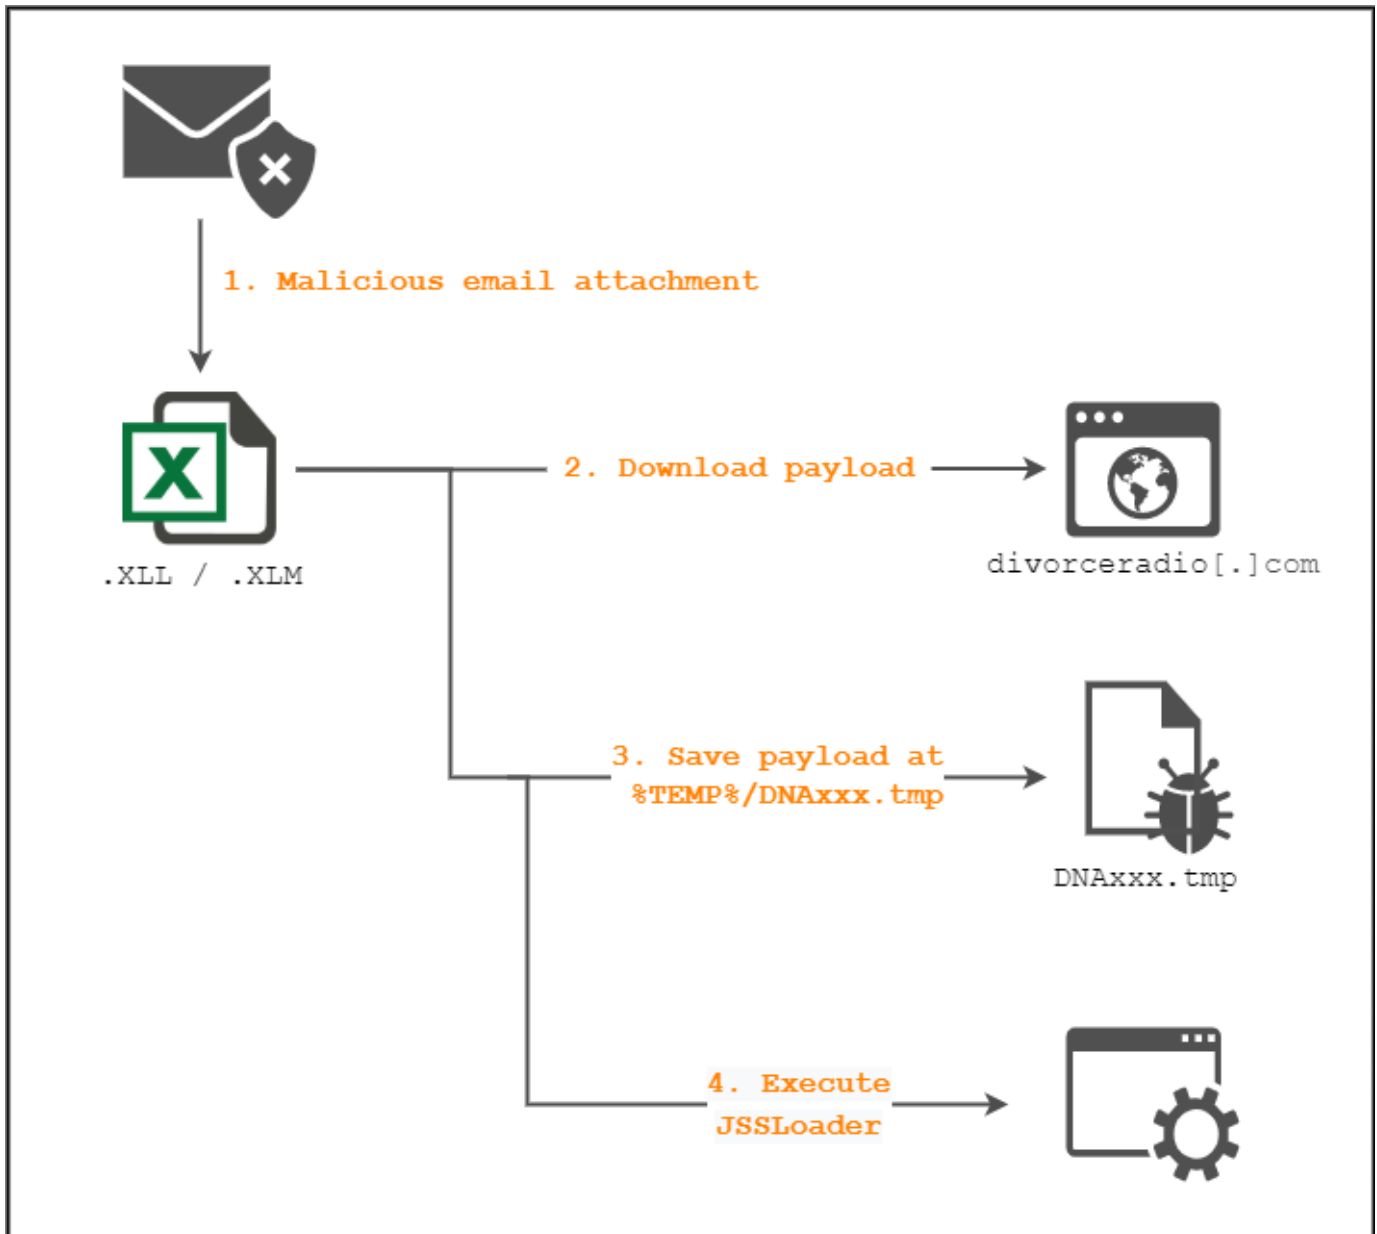 1. Malicious email attachment
X
2. Download payload
.XLL / .XLM
divorceradio[.]com
3. Save payload at
%TEMP%/DNAxxx.tmp
DNAxxx.tmp
4. Execute
JSSLoader